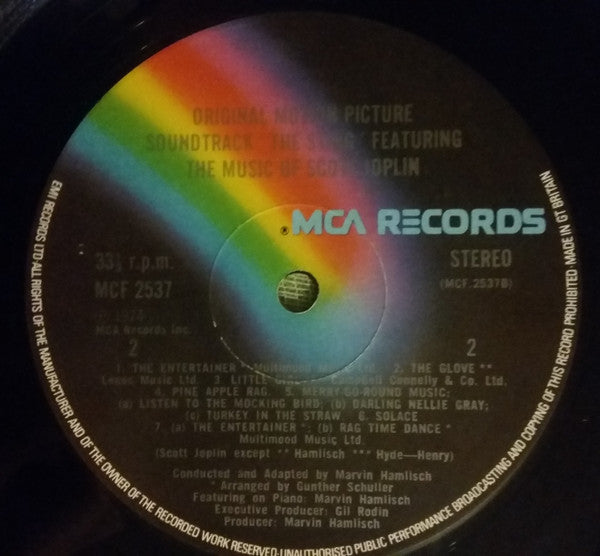 ORIGINAL MOTION PICTURE
SOUNDTRACK "THE STING" FEATURING
THE MUSIC OF SCOTT JOPLIN
MCA RECORDS
33⅓ r.p.m.
STEREO
MCF 2537
(MCF.2537B)
MCA Records Inc.
2
2
1. THE ENTERTAINER Multimood Music Ltd. 2. THE GLOVE **
Music Ltd. 3. LITTLE Campbell Connelly & Co. Ltd.
4. PINE APPLE RAG. 5. MERRY-GO-ROUND MUSIC:
(a) LISTEN TO THE MOCKING BIRD; (b) DARLING NELLIE GRAY;
(c) TURKEY IN THE STRAW. 6. SOLACE
7. (a) THE ENTERTAINER *; (b) RAG TIME DANCE *
Multimood Music Ltd.
(Scott Joplin except ** Hamlisch *** Hyde—Henry)
Conducted and Adapted by Marvin Hamlisch
* Arranged by Gunther Schuller
Featuring on Piano: Marvin Hamlisch
Executive Producer: Gil Rodin
Producer: Marvin Hamlisch
EMI RECORDS LTD·ALL RIGHTS OF THE MANUFACTURER AND OF THE OWNER OF THE RECORDED WORK RESERVED·UNAUTHORISED PUBLIC PERFORMANCE BROADCASTING AND COPYING OF THIS RECORD PROHIBITED MADE IN GT BRITAIN